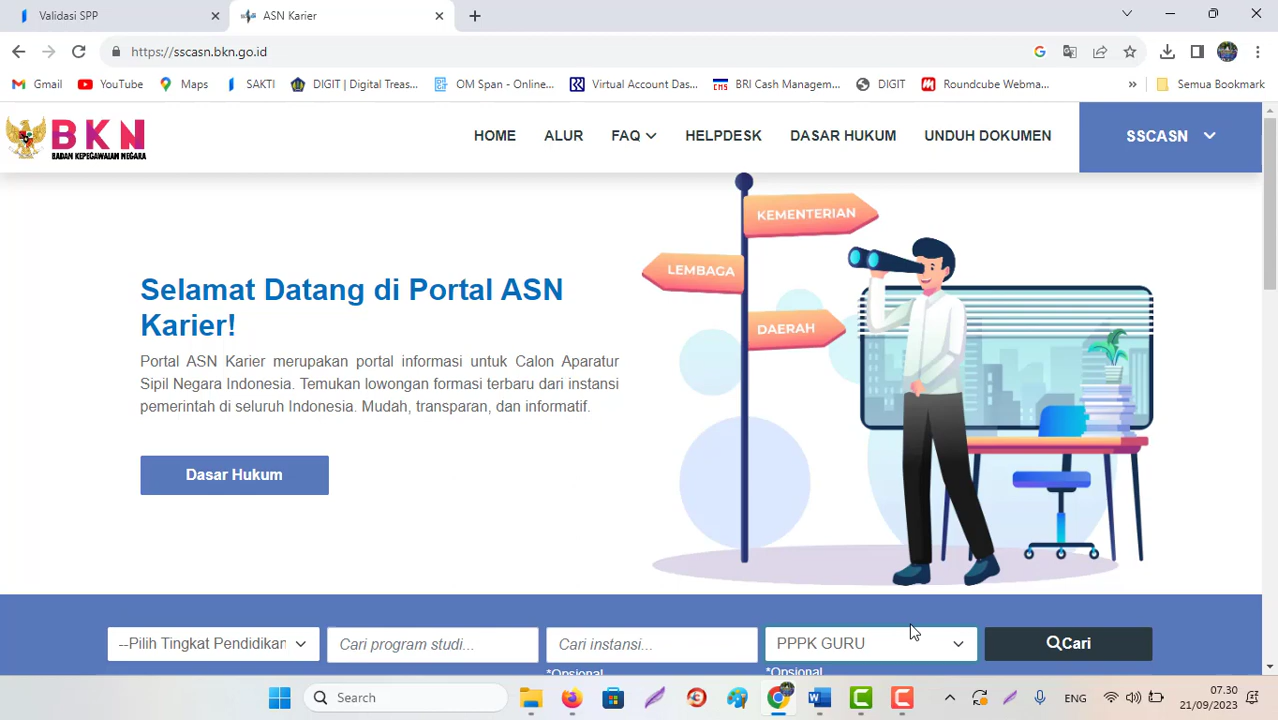 Validasi SPP
ASN Karier
https://sscasn.bkn.go.id
Gmail
YouTube
Maps
SAKTI
DIGIT | Digital Treas...
OM Span - Online...
Virtual Account Das...
BRI Cash Managem...
DIGIT
Roundcube Webma...
»
Semua Bookmark
BKN
BADAN KEPEGAWAIAN NEGARA
HOME
ALUR
FAQ
HELPDESK
DASAR HUKUM
UNDUH DOKUMEN
SSCASN
KEMENTERIAN
LEMBAGA
DAERAH
Selamat Datang di Portal ASN
Karier!
Portal ASN Karier merupakan portal informasi untuk Calon Aparatur
Sipil Negara Indonesia. Temukan lowongan formasi terbaru dari instansi
pemerintah di seluruh Indonesia. Mudah, transparan, dan informatif.
Dasar Hukum
--Pilih Tingkat Pendidikan
Cari program studi...
Cari instansi...
PPPK GURU
Cari
*Opsional
*Opsional
Search
ENG
07.30
21/09/2023